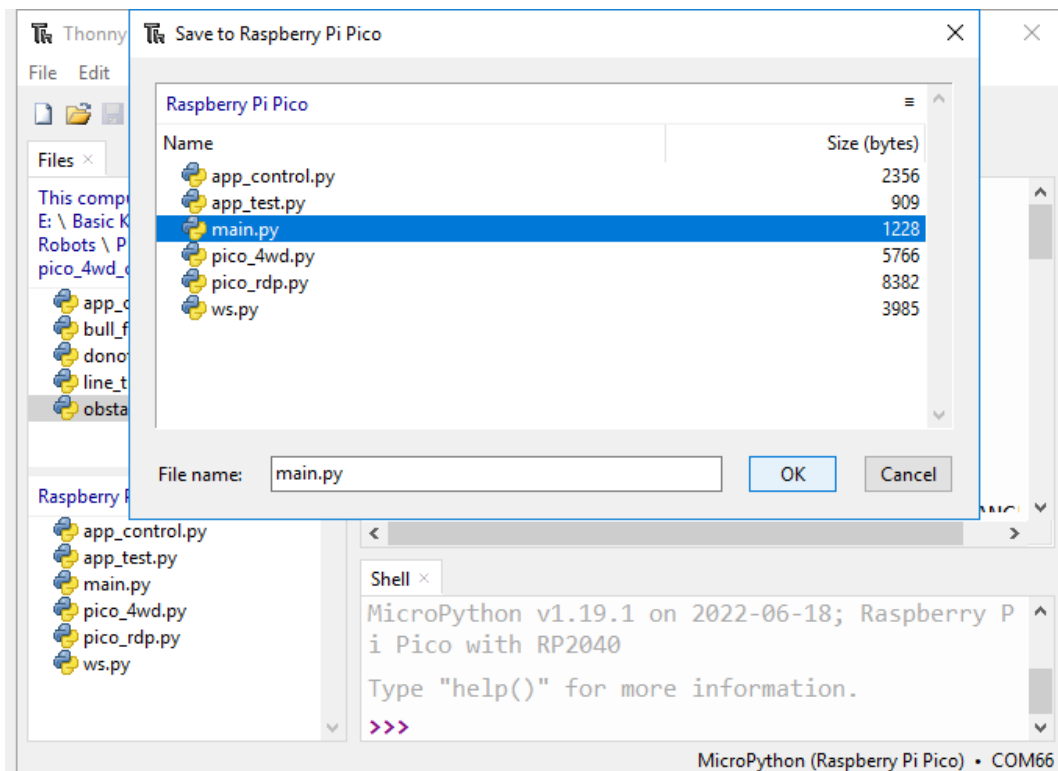 Thonny
Save to Raspberry Pi Pico
File Edit
Raspberry Pi Pico
Name Size (bytes)
app_control.py 2356
app_test.py 909
main.py 1228
pico_4wd.py 5766
pico_rdp.py 8382
ws.py 3985
File name: main.py OK Cancel
Files
This comp
E: \ Basic K
Robots \ P
pico_4wd_
app_c
bull_f
donot
line_t
obsta
Raspberry
app_control.py
app_test.py
main.py
pico_4wd.py
pico_rdp.py
ws.py
Shell
MicroPython v1.19.1 on 2022-06-18; Raspberry P
i Pico with RP2040
Type "help()" for more information.
>>>
MicroPython (Raspberry Pi Pico) • COM66